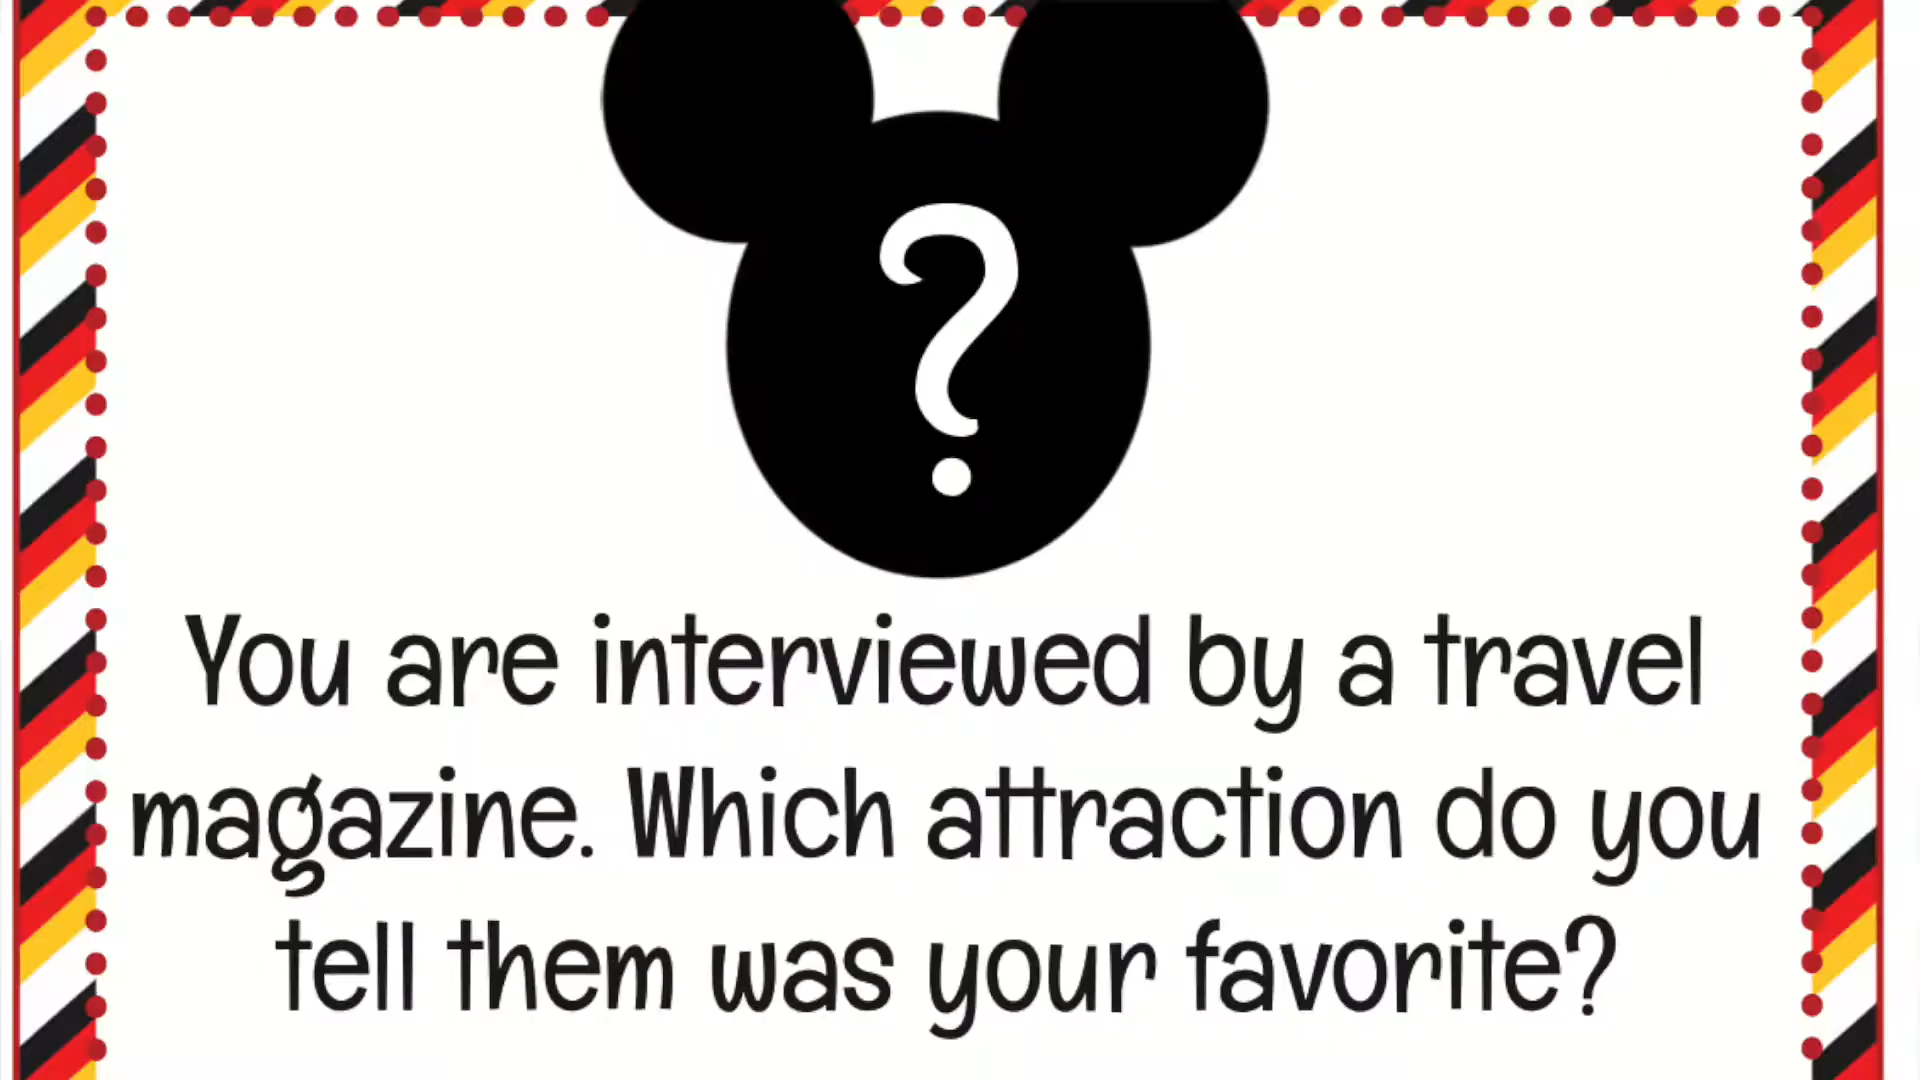 ?
You are interviewed by a travel
magazine. Which attraction do you
tell them was your favorite?